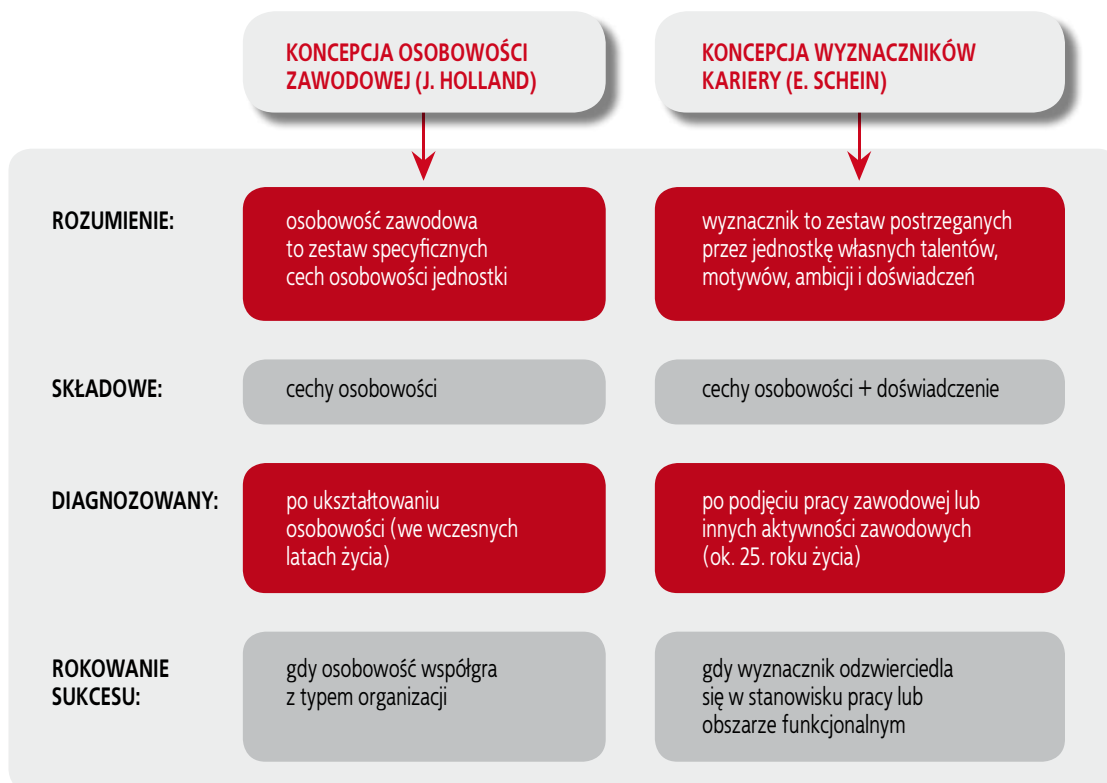 KONCEPCJA OSOBOWOŚCI
ZAWODOWEJ (J. HOLLAND)
KONCEPCJA WYZNACZNIKÓW
KARIERY (E. SCHEIN)
ROZUMIENIE:
osobowość zawodowa
to zestaw specyficznych
cech osobowości jednostki
wyznacznik to zestaw postrzeganych
przez jednostkę własnych talentów,
motywów, ambicji i doświadczeń
SKŁADOWE:
cechy osobowości
cechy osobowości + doświadczenie
DIAGNOZOWANY:
po ukształtowaniu
osobowości (we wczesnych
latach życia)
po podjęciu pracy zawodowej lub
innych aktywności zawodowych
(ok. 25. roku życia)
ROKOWANIE
SUKCESU:
gdy osobowość współgra
z typem organizacji
gdy wyznacznik odzwierciedla
się w stanowisku pracy lub
obszarze funkcjonalnym